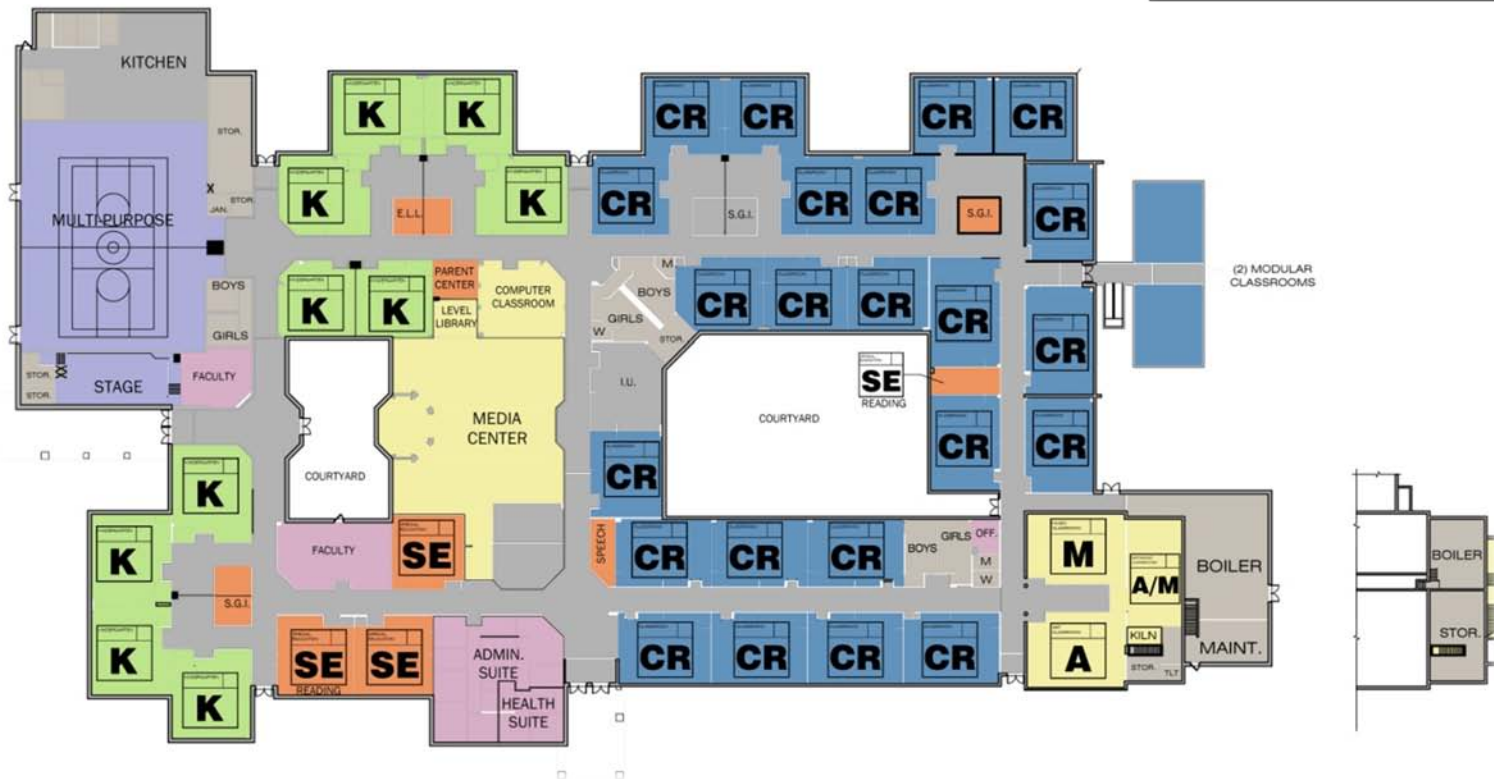 KITCHEN
K
K
CR
CR
CR
CR
STOR.
K
K
CR
CR
CR
CR
STOR.
JAN.
E.L.L.
S.G.I.
S.G.I.
MULTI-PURPOSE
PARENT
CENTER
COMPUTER
CLASSROOM
M
BOYS
(2) MODULAR
CLASSROOMS
BOYS
K
K
LEVEL
LIBRARY
GIRLS
W
STOR.
CR
CR
CR
CR
CR
GIRLS
STOR.
STOR.
STAGE
FACULTY
I.U.
SE
READING
MEDIA
CENTER
COURTYARD
CR
CR
COURTYARD
K
CR
K
FACULTY
SE
SPEECH
CR
CR
CR
BOYS
GIRLS
OFF.
M
W
M
A/M
BOILER
BOILER
S.G.I.
K
K
SE
READING
SE
ADMIN.
SUITE
HEALTH
SUITE
CR
CR
CR
CR
A
KILN
STOR.
TLT
MAINT.
STOR.